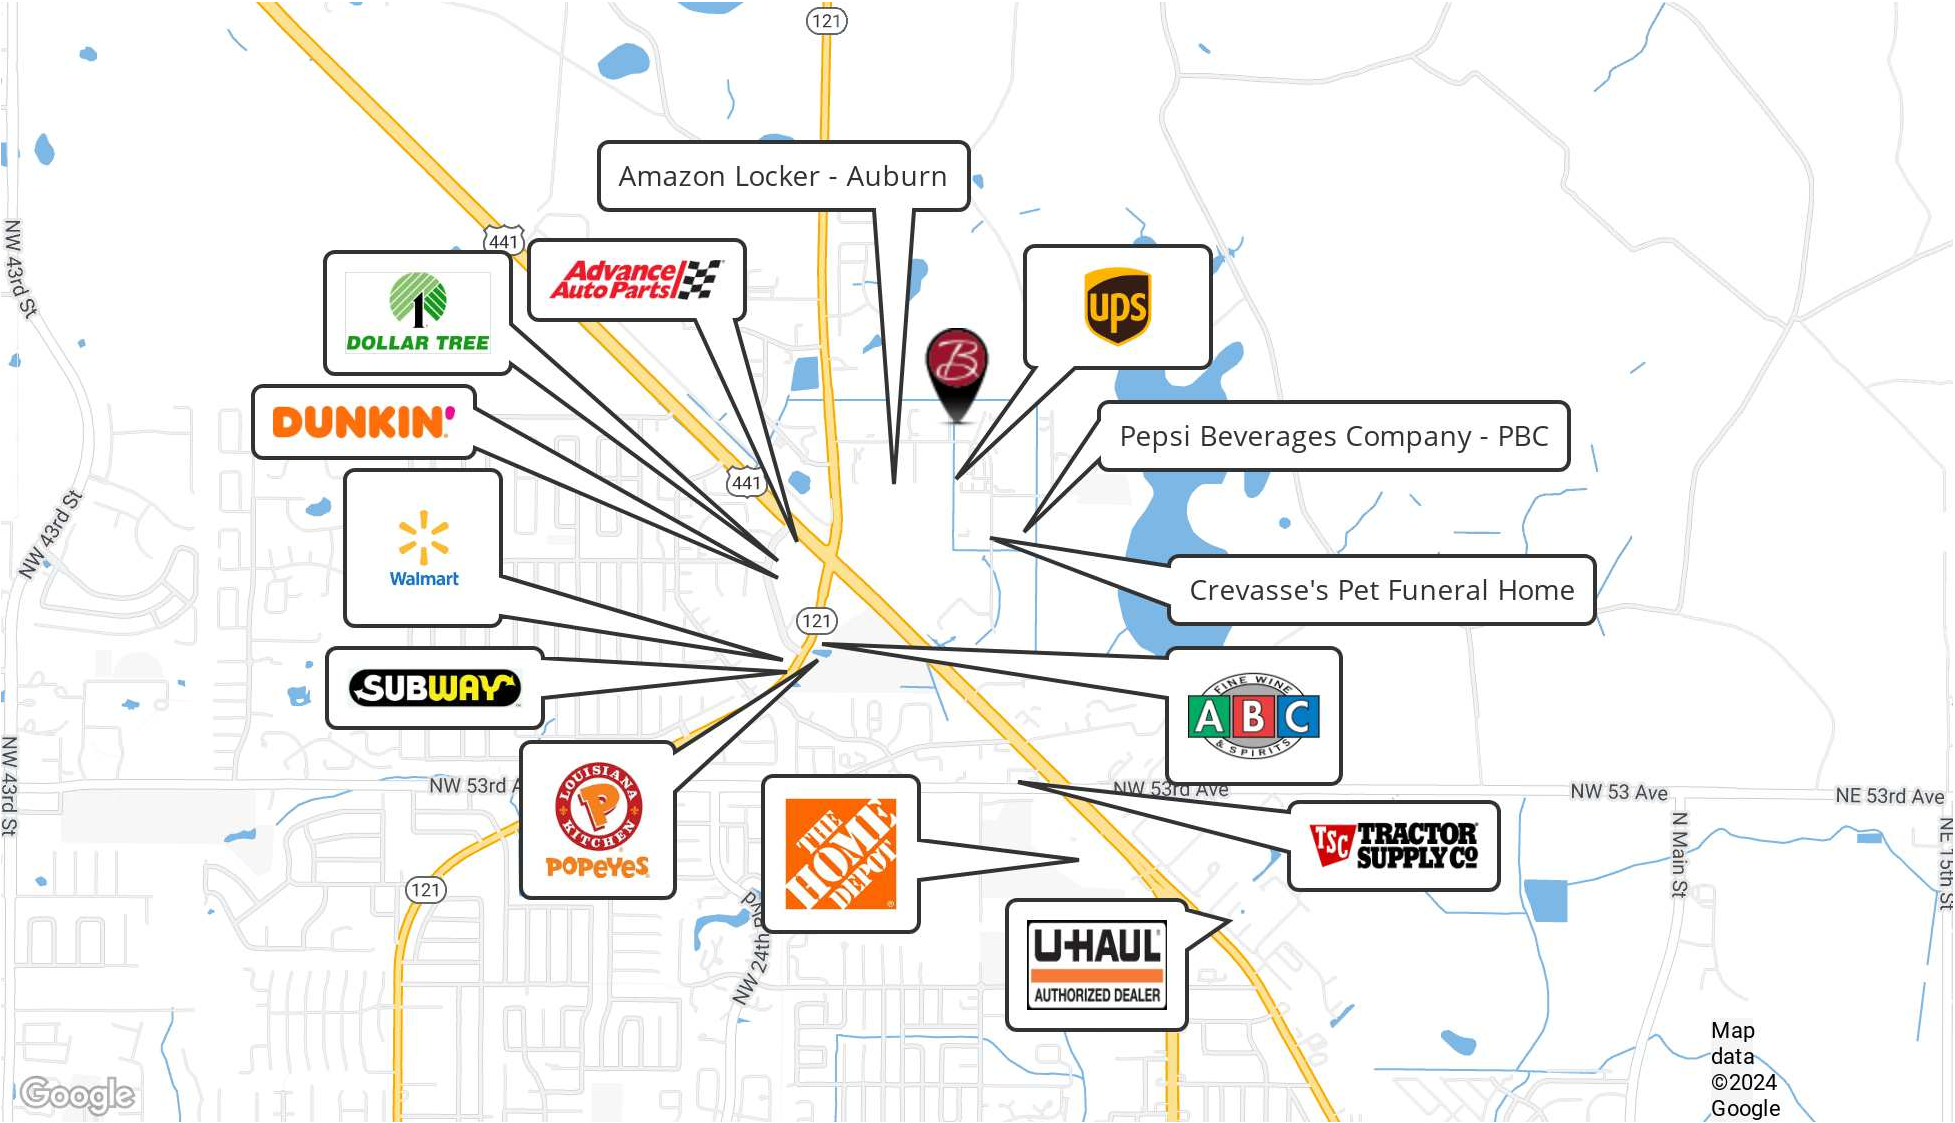 121
Amazon Locker - Auburn
NW 43rd St
441
DOLLAR TREE
Advance
Auto Parts
ups
B
DUNKIN'
Pepsi Beverages Company - PBC
441
Walmart
NW 43rd St
Crevasse's Pet Funeral Home
121
SUBWAY
FINE WINE
ABC
& SPIRITS
NW 43rd St
NW 53rd A
LOUISIANA
P
KITCHEN
POPEYES
THE
HOME
DEPOT
NW 53rd Ave
NW 53 Ave
NE 53rd Ave
TSC
TRACTOR
SUPPLY CO
N Main St
NE 15th St
121
NW 24th B
U-HAUL
AUTHORIZED DEALER
Map
data
©2024
Google
Google